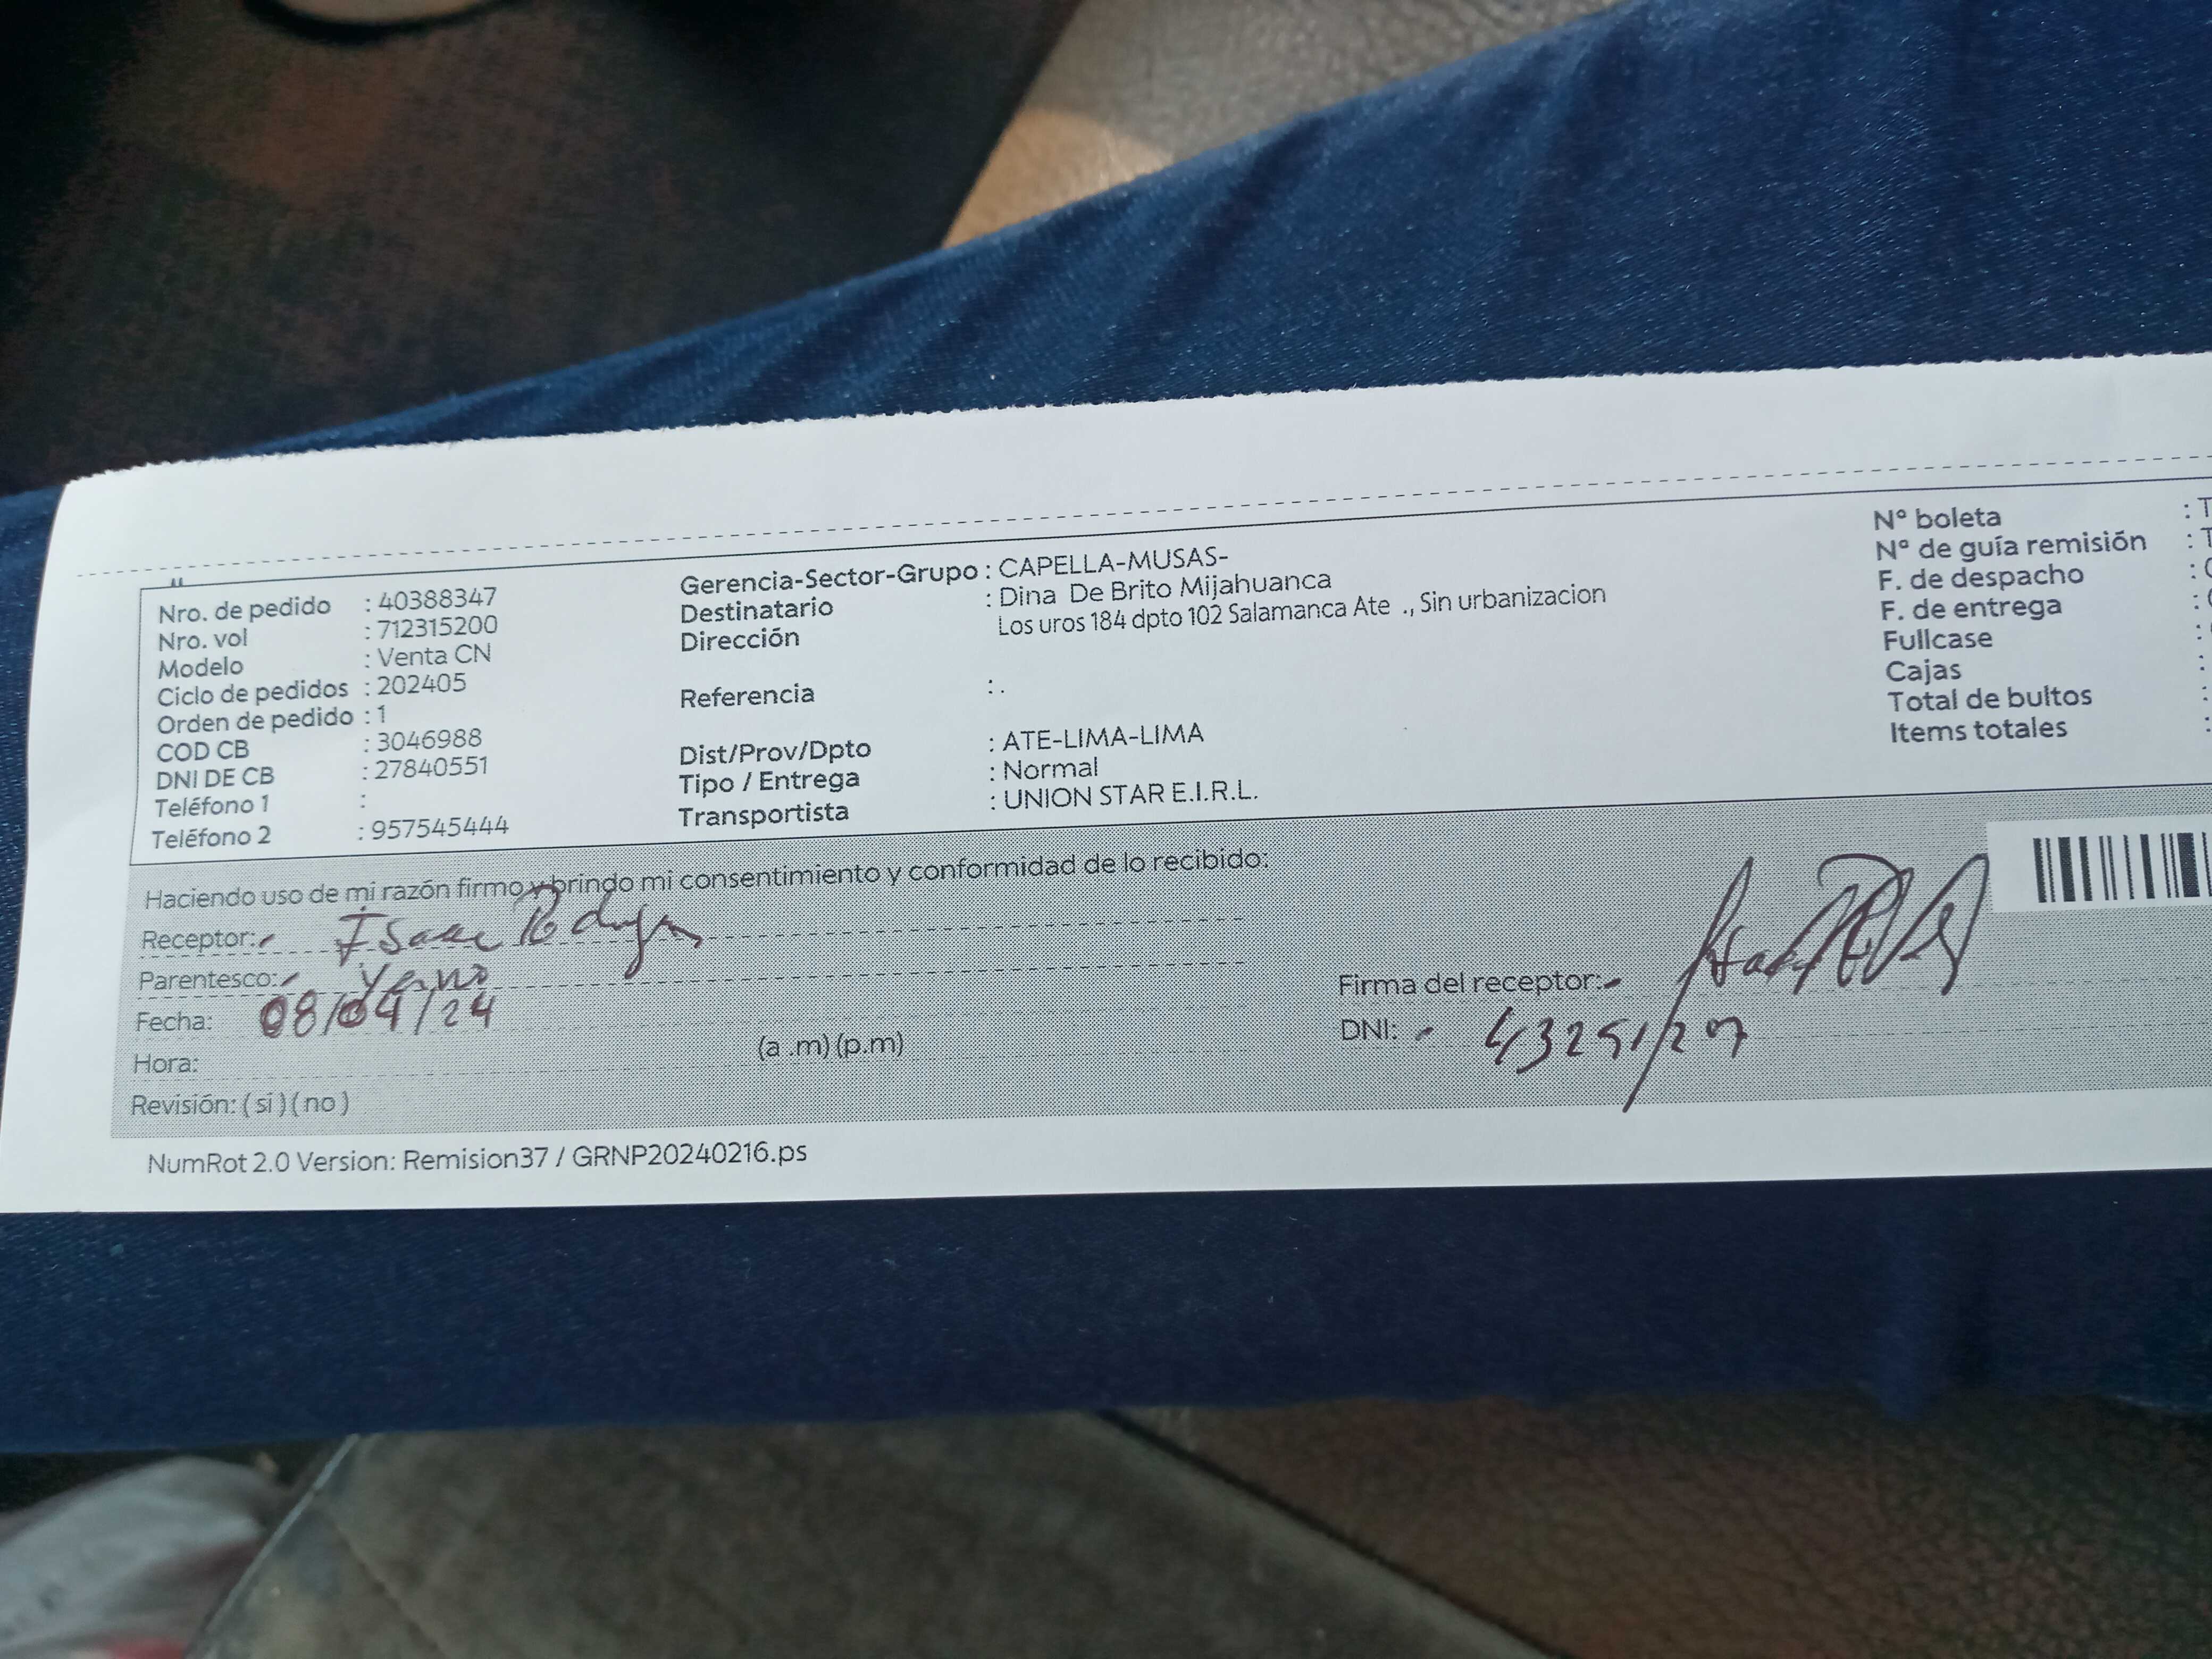 Nro. de pedido : 40388347
Nro. vol : 712315200
Modelo : Venta CN
Ciclo de pedidos : 202405
Orden de pedido : 1
COD CB : 3046988
DNI DE CB : 27840551
Teléfono 1 :
Teléfono 2 : 957545444
Gerencia-Sector-Grupo : CAPELLA-MUSAS-
Destinatario : Dina De Brito Mijahuanca
Dirección Los uros 184 dpto 102 Salamanca Ate ., Sin urbanizacion
Referencia : .
Dist/Prov/Dpto : ATE-LIMA-LIMA
Tipo / Entrega : Normal
Transportista : UNION STAR E.I.R.L.
N° boleta : T
N° de guía remisión : T
F. de despacho :
F. de entrega :
Fullcase :
Cajas :
Total de bultos :
Items totales :
Haciendo uso de mi razón firmo y brindo mi consentimiento y conformidad de lo recibido:
Receptor: Isaac
Parentesco: Yerno
Fecha: 08/04/24
Hora: (a .m) (p.m)
Revisión: ( si ) ( no )
Firma del receptor:
DNI: 43251207
NumRot 2.0 Version: Remision37 / GRNP20240216.ps